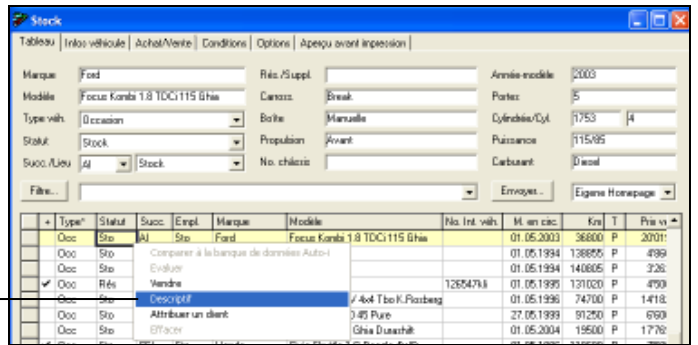 Stock
Tableau Infos véhicule Achat/Vente Conditions Options Aperçu avant impression
Marque Ford Rés./Suppl. Année-modèle 2003
Modèle Focus Kombi 1.8 TDCi 115 Ghia Carross. Break Portes 5
Type véh. Occasion Boîte Manuelle Cylindrée/Cyl. 1753 4
Statut Stock Propulsion Avant Puissance 115/85
Succ./Lieu AI Stock No. châssis Carburant Diesel
Filtre... Envoyer... Eigene Homepage
+ Type* Statut Succ. Empl. Marque Modèle No. Int. véh. M. en circ. Km T Prix v
Occ Sto AI Sto Ford Focus Kombi 1.8 TDCi 115 Ghia 01.05.2003 36800 P
Occ Sto Comparer à la banque de données Auto-i 01.05.1994 138855 P
Occ Sto Evaluer 01.05.1994 140805 P
Occ Rés Vendre 01.05.1995 131020 P
Occ Sto Descriptif / 4x4 Tbo K.Rosberg 01.05.1996 74700 P
Occ Sto Attribuer un client Pure 27.05.1999 91250 P
Occ Sto Effacer Ghia 01.05.2004 19500 P